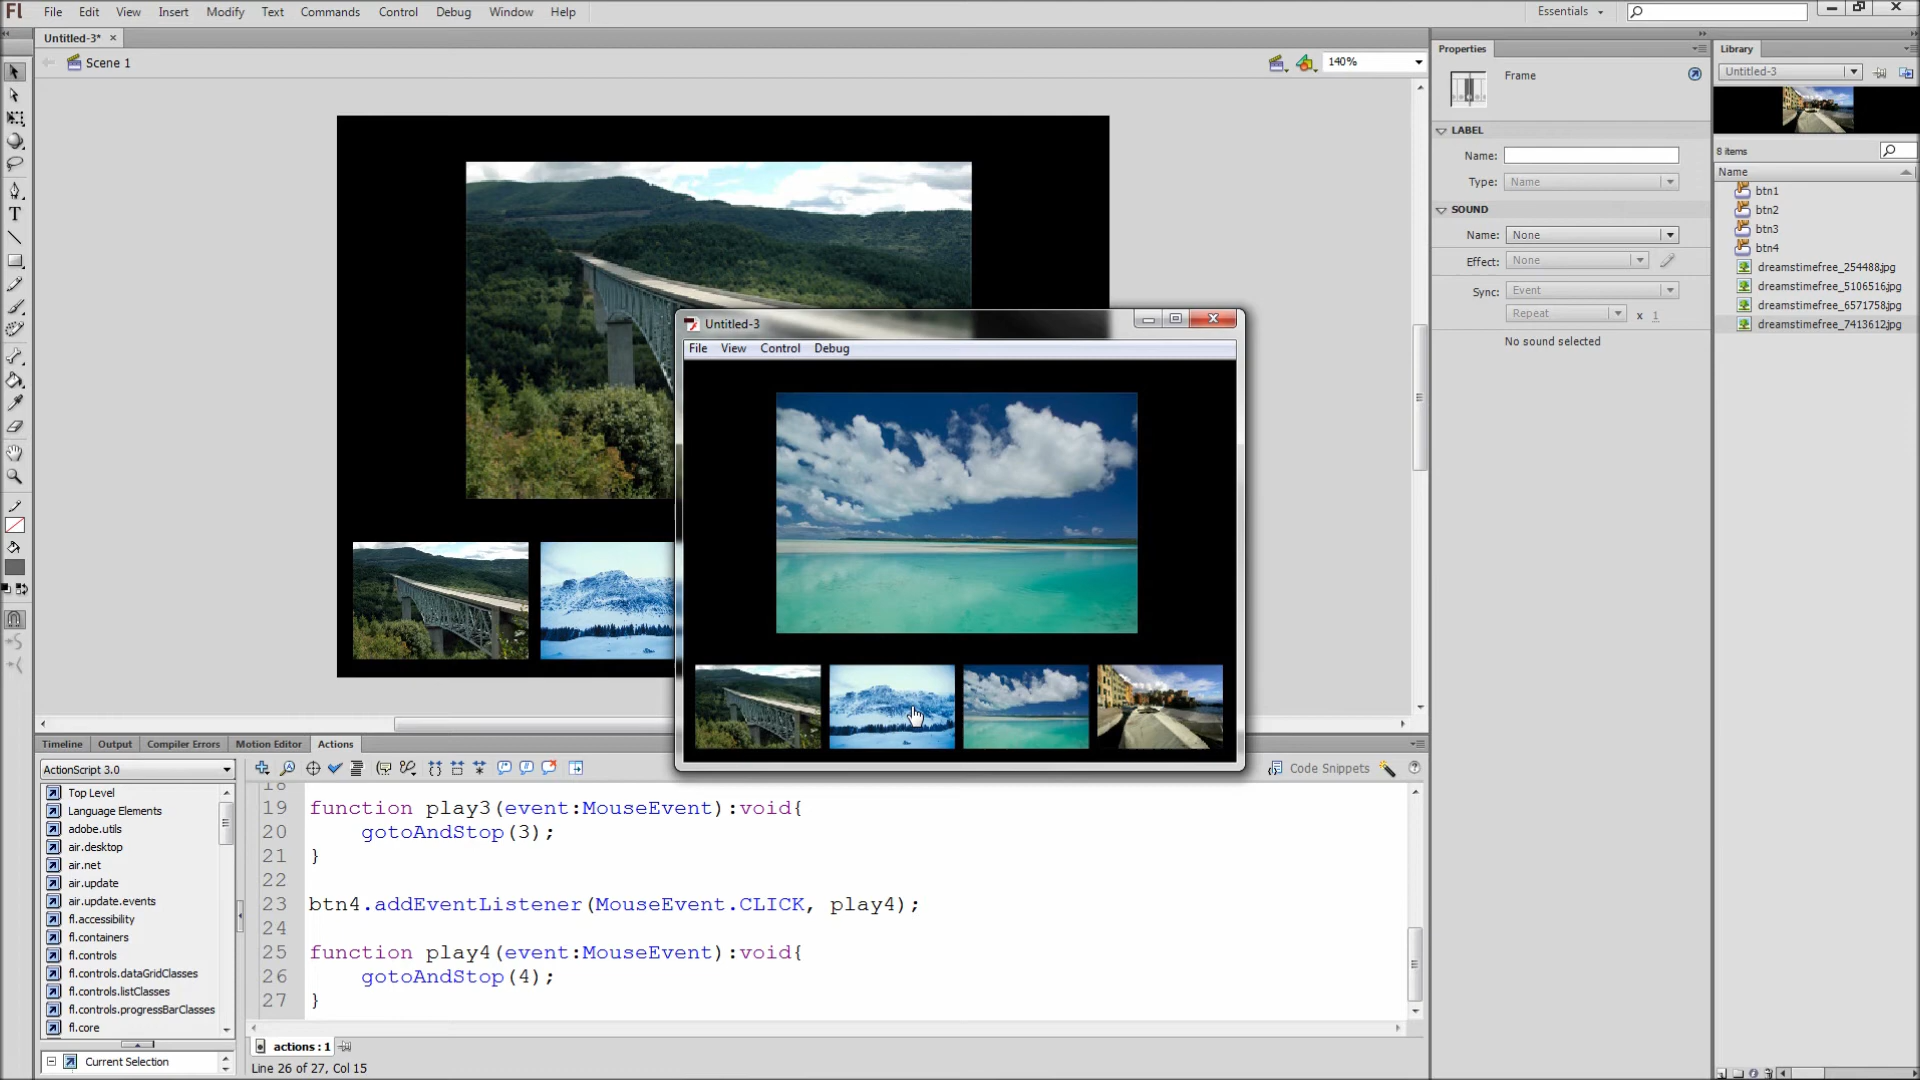 Fl File Edit View Insert Modify Text Commands Control Debug Window Help Essentials
Untitled-3* ×
Scene 1
140%
Properties
Frame
LABEL
Name:
Type: Name
SOUND
Name: None
Effect: None
Sync: Event
Repeat x 1
No sound selected
Library
Untitled-3
8 items
Name
btn1
btn2
btn3
btn4
dreamstimefree_254488.jpg
dreamstimefree_5106516.jpg
dreamstimefree_6571758.jpg
dreamstimefree_7413612.jpg
Untitled-3
File View Control Debug
Timeline Output Compiler Errors Motion Editor Actions
ActionScript 3.0
Code Snippets
Top Level
Language Elements
adobe.utils
air.desktop
air.net
air.update
air.update.events
fl.accessibility
fl.containers
fl.controls
fl.controls.dataGridClasses
fl.controls.listClasses
fl.controls.progressBarClasses
fl.core
Current Selection
18
19 function play3(event:MouseEvent):void{
20 gotoAndStop(3);
21 }
22
23 btn4.addEventListener(MouseEvent.CLICK, play4);
24
25 function play4(event:MouseEvent):void{
26 gotoAndStop(4);
27 }
actions : 1
Line 26 of 27, Col 15